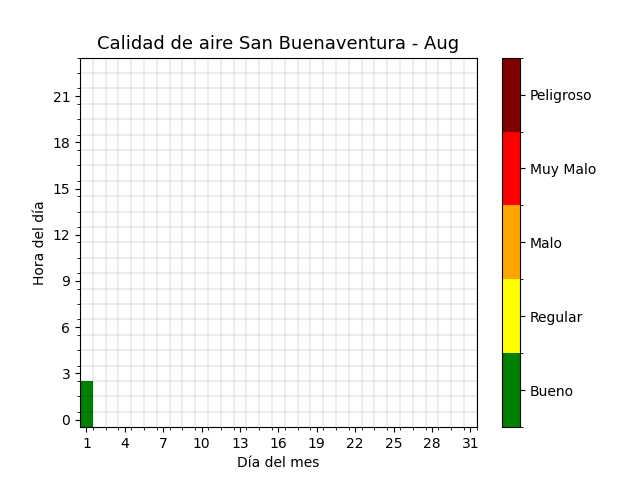 Calidad de aire San Buenaventura - Aug
Hora del día
21
18
15
12
9
6
3
0
1 4 7 10 13 16 19 22 25 28 31
Día del mes
Peligroso
Muy Malo
Malo
Regular
Bueno